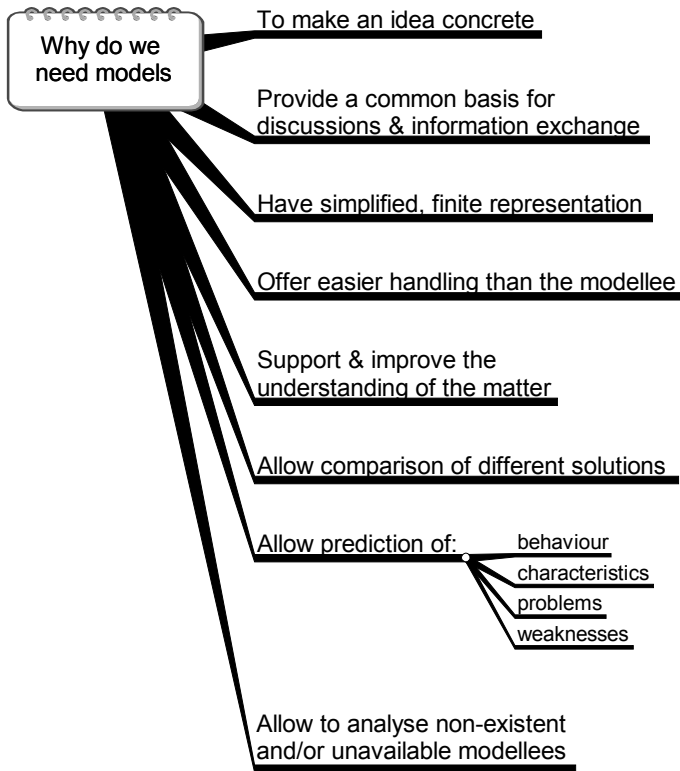 Why do we
need models
To make an idea concrete
Provide a common basis for
discussions & information exchange
Have simplified, finite representation
Offer easier handling than the modellee
Support & improve the
understanding of the matter
Allow comparison of different solutions
Allow prediction of:
behaviour
characteristics
problems
weaknesses
Allow to analyse non-existent
and/or unavailable modellees